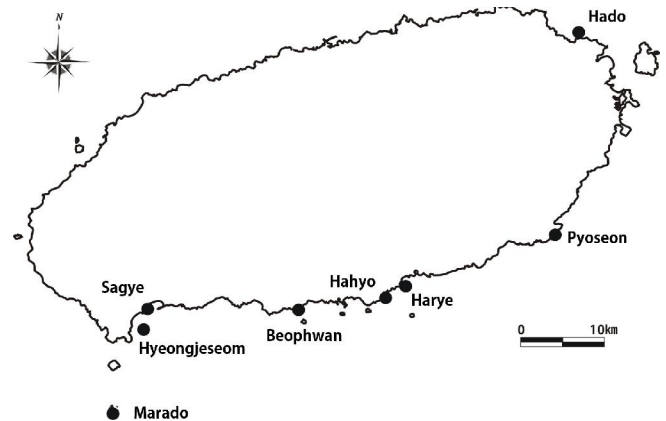 N
Hado
Pyoseon
Sagye
Hahyo
Harye
Beophwan
Hyeongjeseom
0 10km
Marado